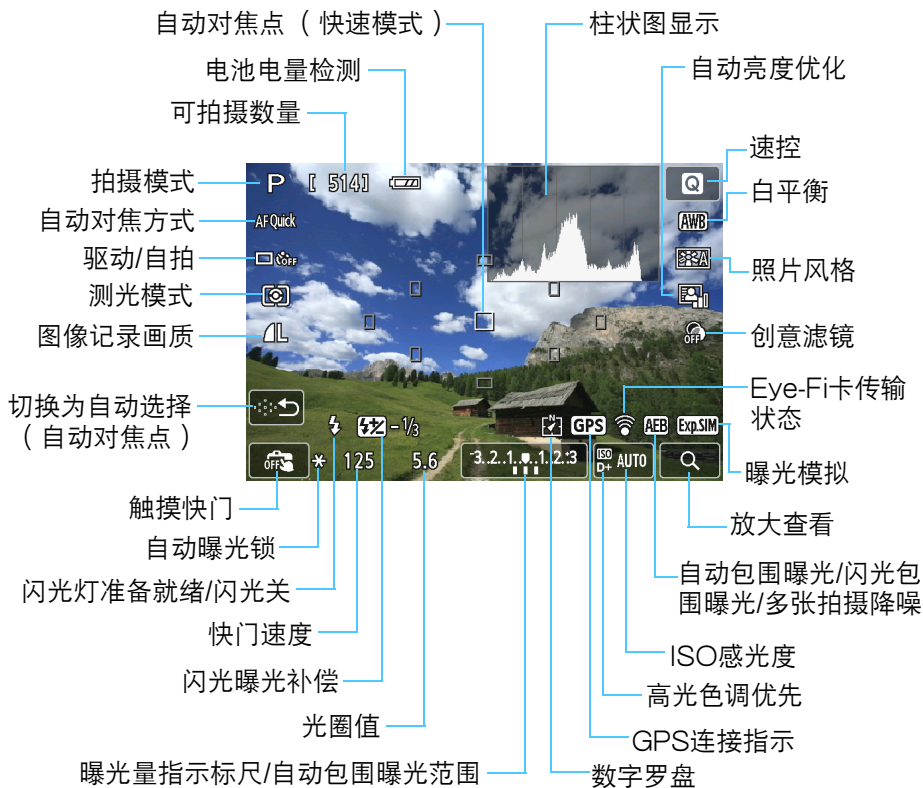 自动对焦点（快速模式）
柱状图显示
电池电量检测
自动亮度优化
可拍摄数量
速控
拍摄模式
白平衡
自动对焦方式
驱动/自拍
照片风格
测光模式
图像记录画质
创意滤镜
Eye-Fi卡传输
状态
切换为自动选择
（自动对焦点）
曝光模拟
触摸快门
放大查看
自动曝光锁
自动包围曝光/闪光包
围曝光/多张拍摄降噪
闪光灯准备就绪/闪光关
快门速度
ISO感光度
闪光曝光补偿
高光色调优先
光圈值
GPS连接指示
曝光量指示标尺/自动包围曝光范围
数字罗盘
P [ 514]
Q
AF Quick
AWB
OFF
A
L
OFF
-1/3
N
GPS
AEB
Exp.SIM
OFF
* 125 5.6
-3..2..1..▼..1..2..+3
ISO
D+
AUTO